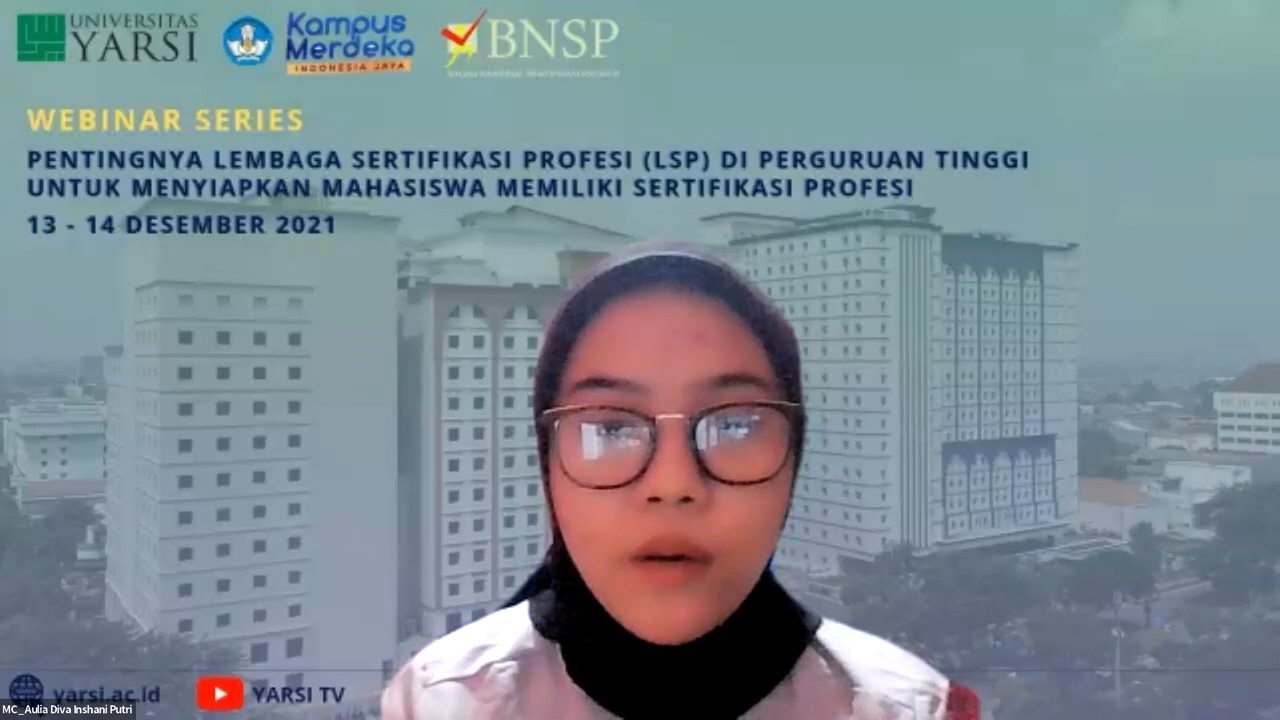 UNIVERSITAS
YARSI
Kampus
Merdeka
INDONESIA JAYA
BNSP
WEBINAR SERIES
PENTINGNYA LEMBAGA SERTIFIKASI PROFESI (LSP) DI PERGURUAN TINGGI
UNTUK MENYIAPKAN MAHASISWA MEMILIKI SERTIFIKASI PROFESI
13 - 14 DESEMBER 2021
yarsi.ac.id
YARSI TV
MC_Aulia Diva Inshani Putri